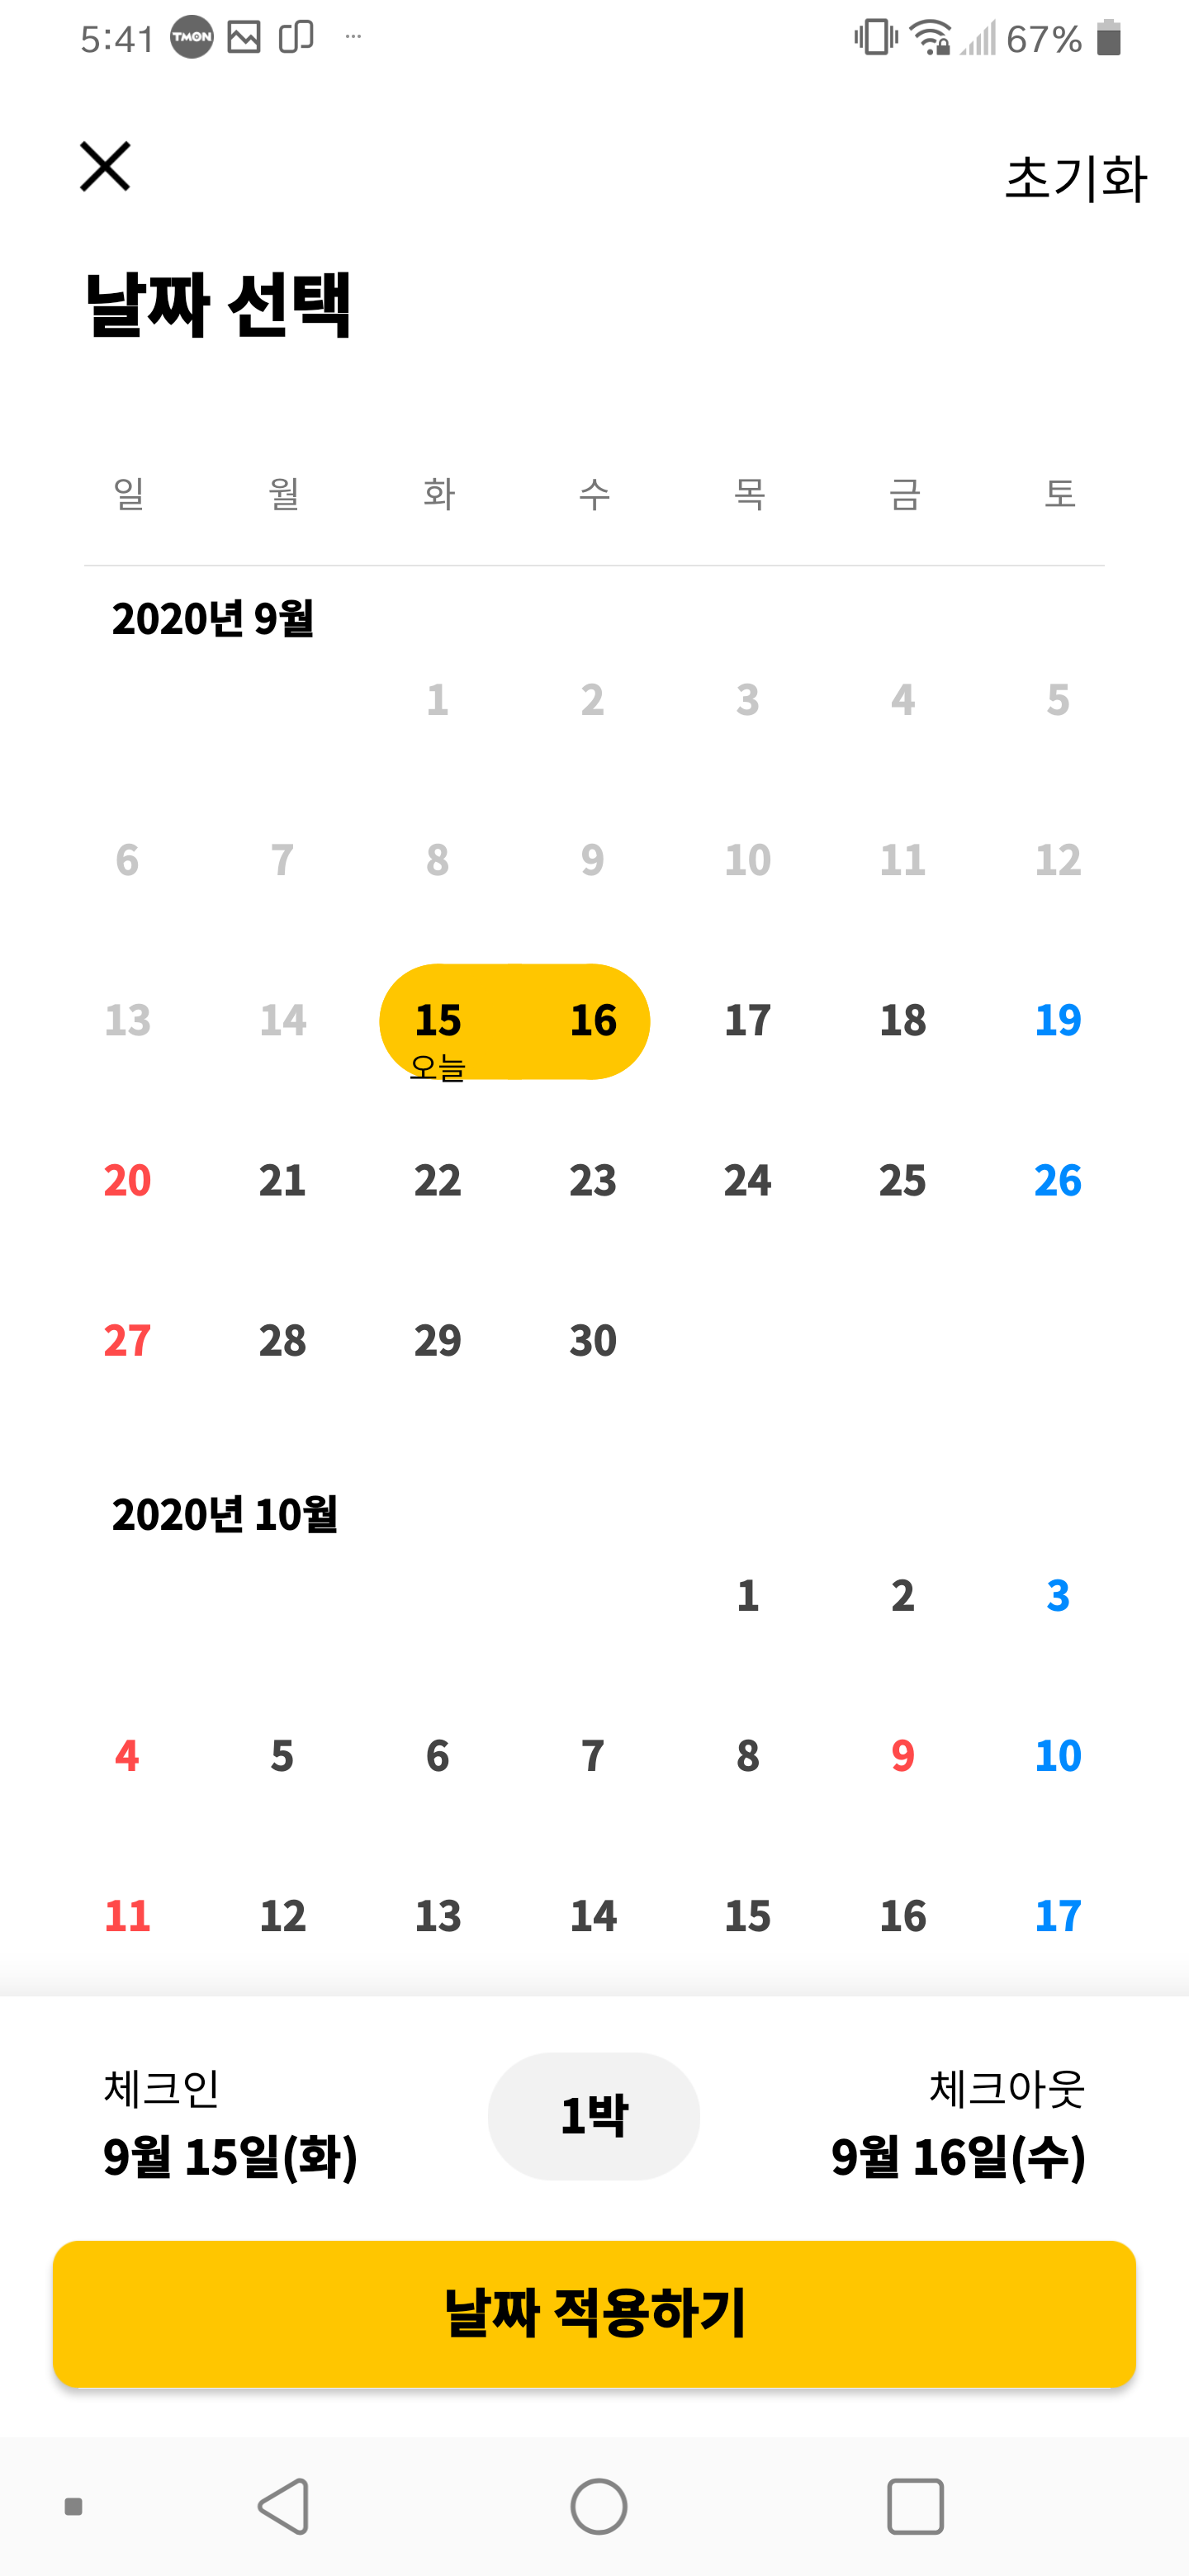 5:41 TMON ... 67%
초기화
날짜 선택
일 월 화 수 목 금 토
2020년 9월
1 2 3 4 5
6 7 8 9 10 11 12
13 14 15 16 17 18 19
오늘
20 21 22 23 24 25 26
27 28 29 30
2020년 10월
1 2 3
4 5 6 7 8 9 10
11 12 13 14 15 16 17
체크인 1박 체크아웃
9월 15일(화) 9월 16일(수)
날짜 적용하기